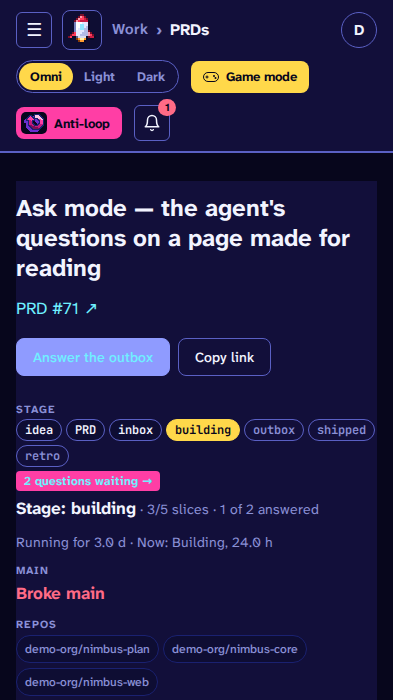 ☰ Work › PRDs D
Omni Light Dark Game mode
Anti-loop 1
Ask mode — the agent's
questions on a page made for
reading
PRD #71 ↗
Answer the outbox Copy link
STAGE
idea PRD inbox building outbox shipped
retro
2 questions waiting →
Stage: building · 3/5 slices · 1 of 2 answered
Running for 3.0 d · Now: Building, 24.0 h
MAIN
Broke main
REPOS
demo-org/nimbus-plan demo-org/nimbus-core
demo-org/nimbus-web